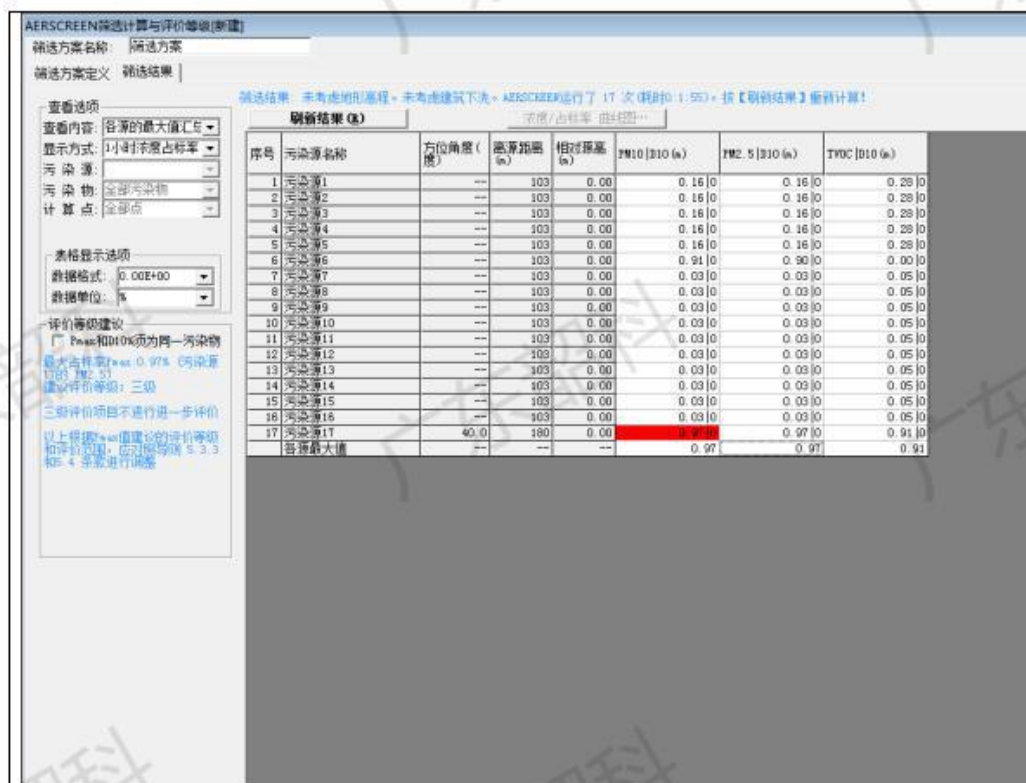 AERSCREEN筛选计算与评价等级[新建]
筛选方案名称: 筛选方案
筛选方案定义 筛选结果
筛选结果: 未考虑地形高程。未考虑建筑下洗。AERSCREEN运行了 17 次(耗时0:1:55)。按【刷新结果】重新计算!
查看选项
查看内容: 各源的最大值汇总
显示方式: 1小时浓度占标率
污 染 源:
污 染 物: 全部污染物
计 算 点: 全部点
表格显示选项
数据格式: 0.00E+00
数据单位: %
评价等级建议
Pmax和D10%须为同一污染物
最大占标率Pmax:0.97% (污染源
17的 PM2.5)
建议评价等级: 三级
三级评价项目不进行进一步评价
以上根据Pmax值建议的评价等级
和评价范围,应对照导则 5.3.3
和5.4 条款进行调整
刷新结果(R) 浓度/占标率 曲线图…
序号 污染源名称 方位角度(度) 离源距离(m) 相对源高(m) PM10|D10(m) PM2.5|D10(m) TVOC|D10(m)
1 污染源1 -- 103 0.00 0.16|0 0.16|0 0.28|0
2 污染源2 -- 103 0.00 0.16|0 0.16|0 0.28|0
3 污染源3 -- 103 0.00 0.16|0 0.16|0 0.28|0
4 污染源4 -- 103 0.00 0.16|0 0.16|0 0.28|0
5 污染源5 -- 103 0.00 0.16|0 0.16|0 0.28|0
6 污染源6 -- 103 0.00 0.91|0 0.90|0 0.00|0
7 污染源7 -- 103 0.00 0.03|0 0.03|0 0.05|0
8 污染源8 -- 103 0.00 0.03|0 0.03|0 0.05|0
9 污染源9 -- 103 0.00 0.03|0 0.03|0 0.05|0
10 污染源10 -- 103 0.00 0.03|0 0.03|0 0.05|0
11 污染源11 -- 103 0.00 0.03|0 0.03|0 0.05|0
12 污染源12 -- 103 0.00 0.03|0 0.03|0 0.05|0
13 污染源13 -- 103 0.00 0.03|0 0.03|0 0.05|0
14 污染源14 -- 103 0.00 0.03|0 0.03|0 0.05|0
15 污染源15 -- 103 0.00 0.03|0 0.03|0 0.05|0
16 污染源16 -- 103 0.00 0.03|0 0.03|0 0.05|0
17 污染源17 40.0 180 0.00 0.97|0 0.97|0 0.91|0
各源最大值 -- -- -- 0.97 0.97 0.91
广东韶科